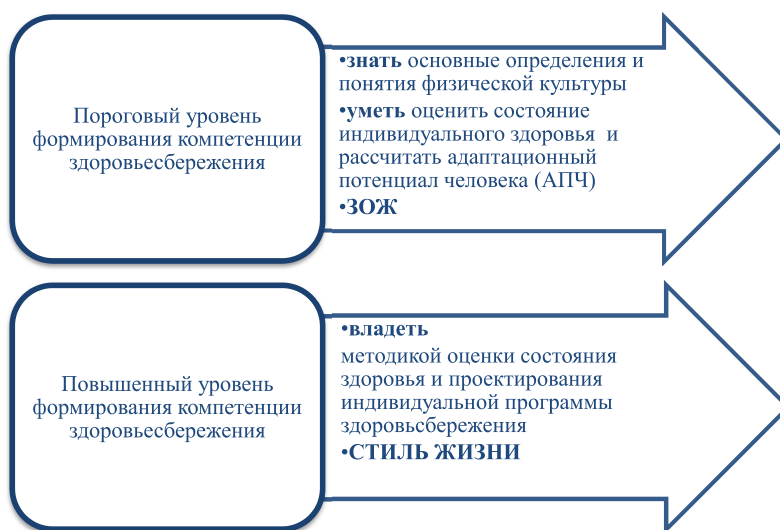 Пороговый уровень
формирования компетенции
здоровьесбережения
•знать основные определения и
понятия физической культуры
•уметь оценить состояние
индивидуального здоровья и
рассчитать адаптационный
потенциал человека (АПЧ)
•ЗОЖ
Повышенный уровень
формирования компетенции
здоровьесбережения
•владеть
методикой оценки состояния
здоровья и проектирования
индивидуальной программы
здоровьсбережения
•СТИЛЬ ЖИЗНИ